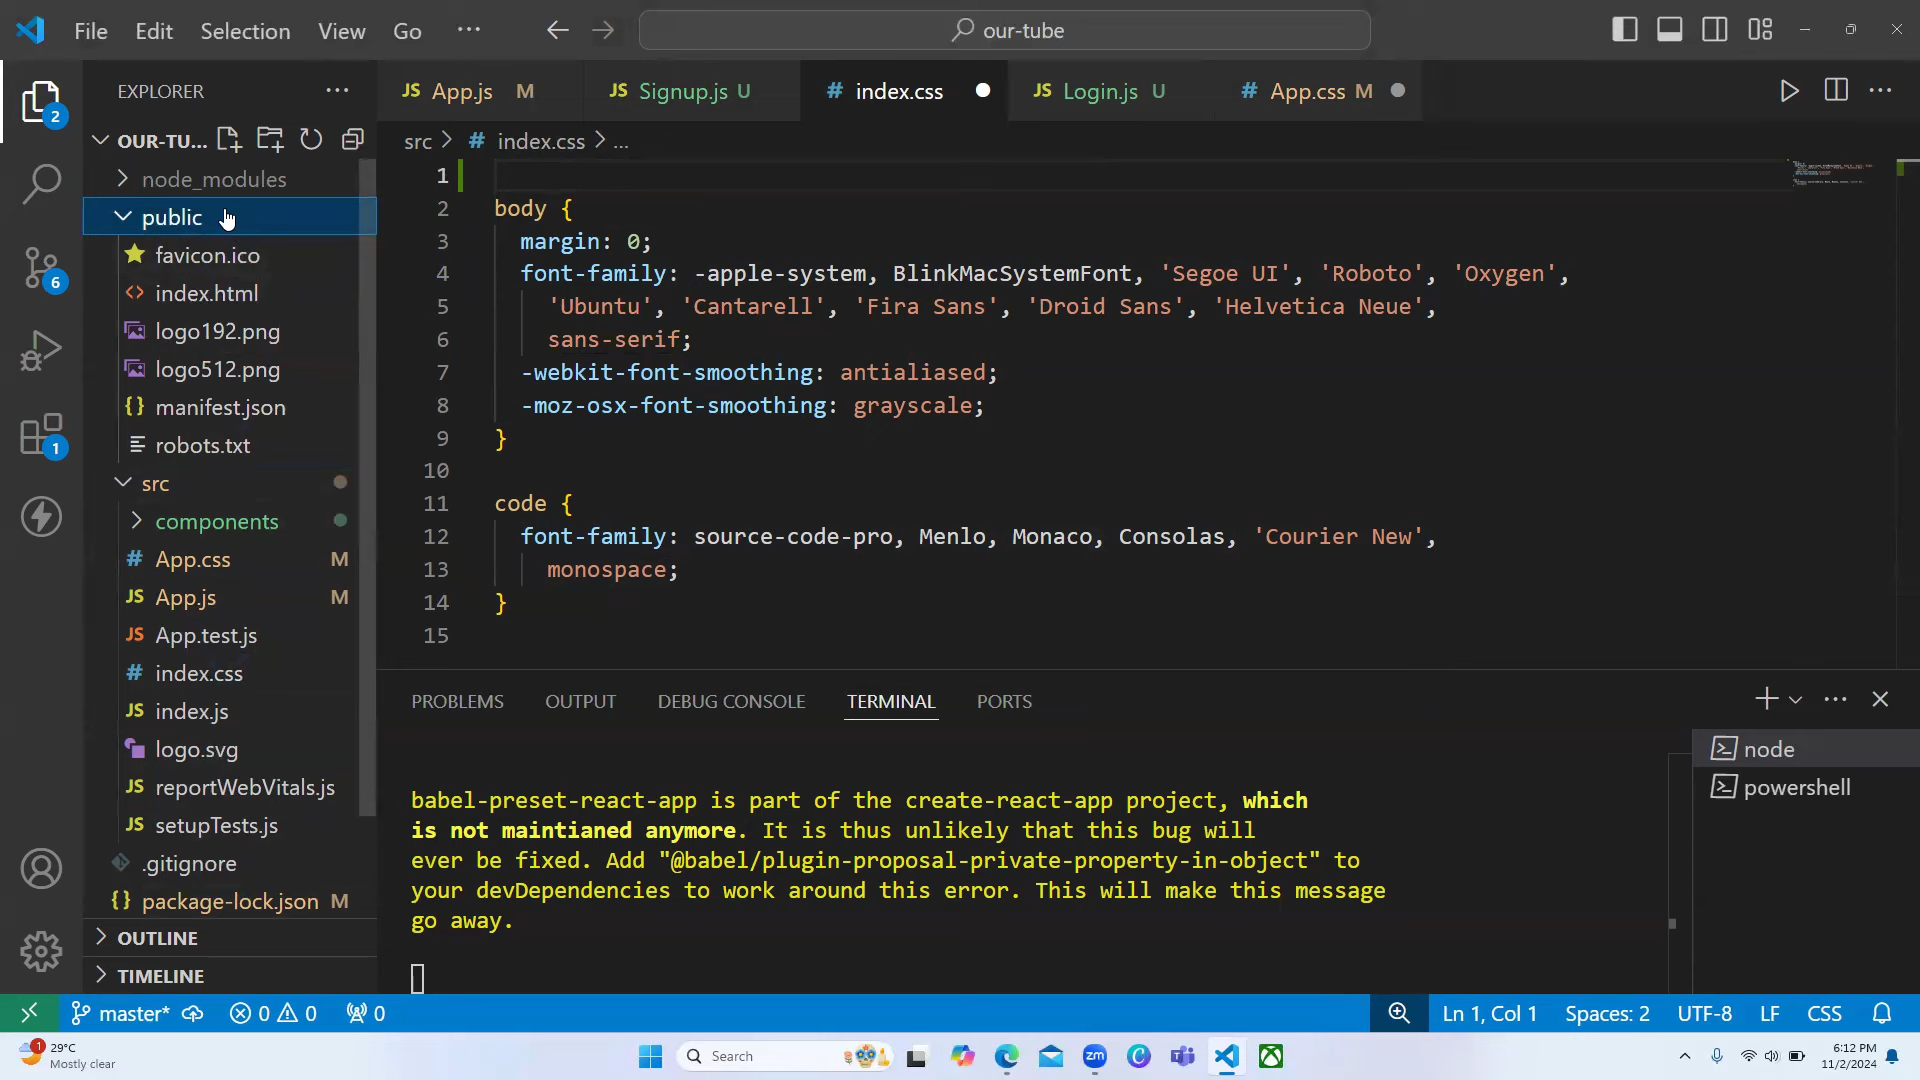 File Edit Selection View Go ··· our-tube
2
EXPLORER ···
JS App.js M JS Signup.js U # index.css JS Login.js U # App.css M
OUR-TU...
src > # index.css > ...
node_modules
public
favicon.ico
index.html
logo192.png
logo512.png
manifest.json
robots.txt
src
components
# App.css M
JS App.js M
JS App.test.js
# index.css
JS index.js
logo.svg
JS reportWebVitals.js
JS setupTests.js
.gitignore
{} package-lock.json M
OUTLINE
TIMELINE
6
1
1
2 body {
3 margin: 0;
4 font-family: -apple-system, BlinkMacSystemFont, 'Segoe UI', 'Roboto', 'Oxygen',
5 'Ubuntu', 'Cantarell', 'Fira Sans', 'Droid Sans', 'Helvetica Neue',
6 sans-serif;
7 -webkit-font-smoothing: antialiased;
8 -moz-osx-font-smoothing: grayscale;
9 }
10
11 code {
12 font-family: source-code-pro, Menlo, Monaco, Consolas, 'Courier New',
13 monospace;
14 }
15
PROBLEMS OUTPUT DEBUG CONSOLE TERMINAL PORTS
node
powershell
babel-preset-react-app is part of the create-react-app project, which
is not maintianed anymore. It is thus unlikely that this bug will
ever be fixed. Add "@babel/plugin-proposal-private-property-in-object" to
your devDependencies to work around this error. This will make this message
go away.
master* 0 0 0 Ln 1, Col 1 Spaces: 2 UTF-8 LF CSS
1 29°C
Mostly clear
Search
zm
6:12 PM
11/2/2024